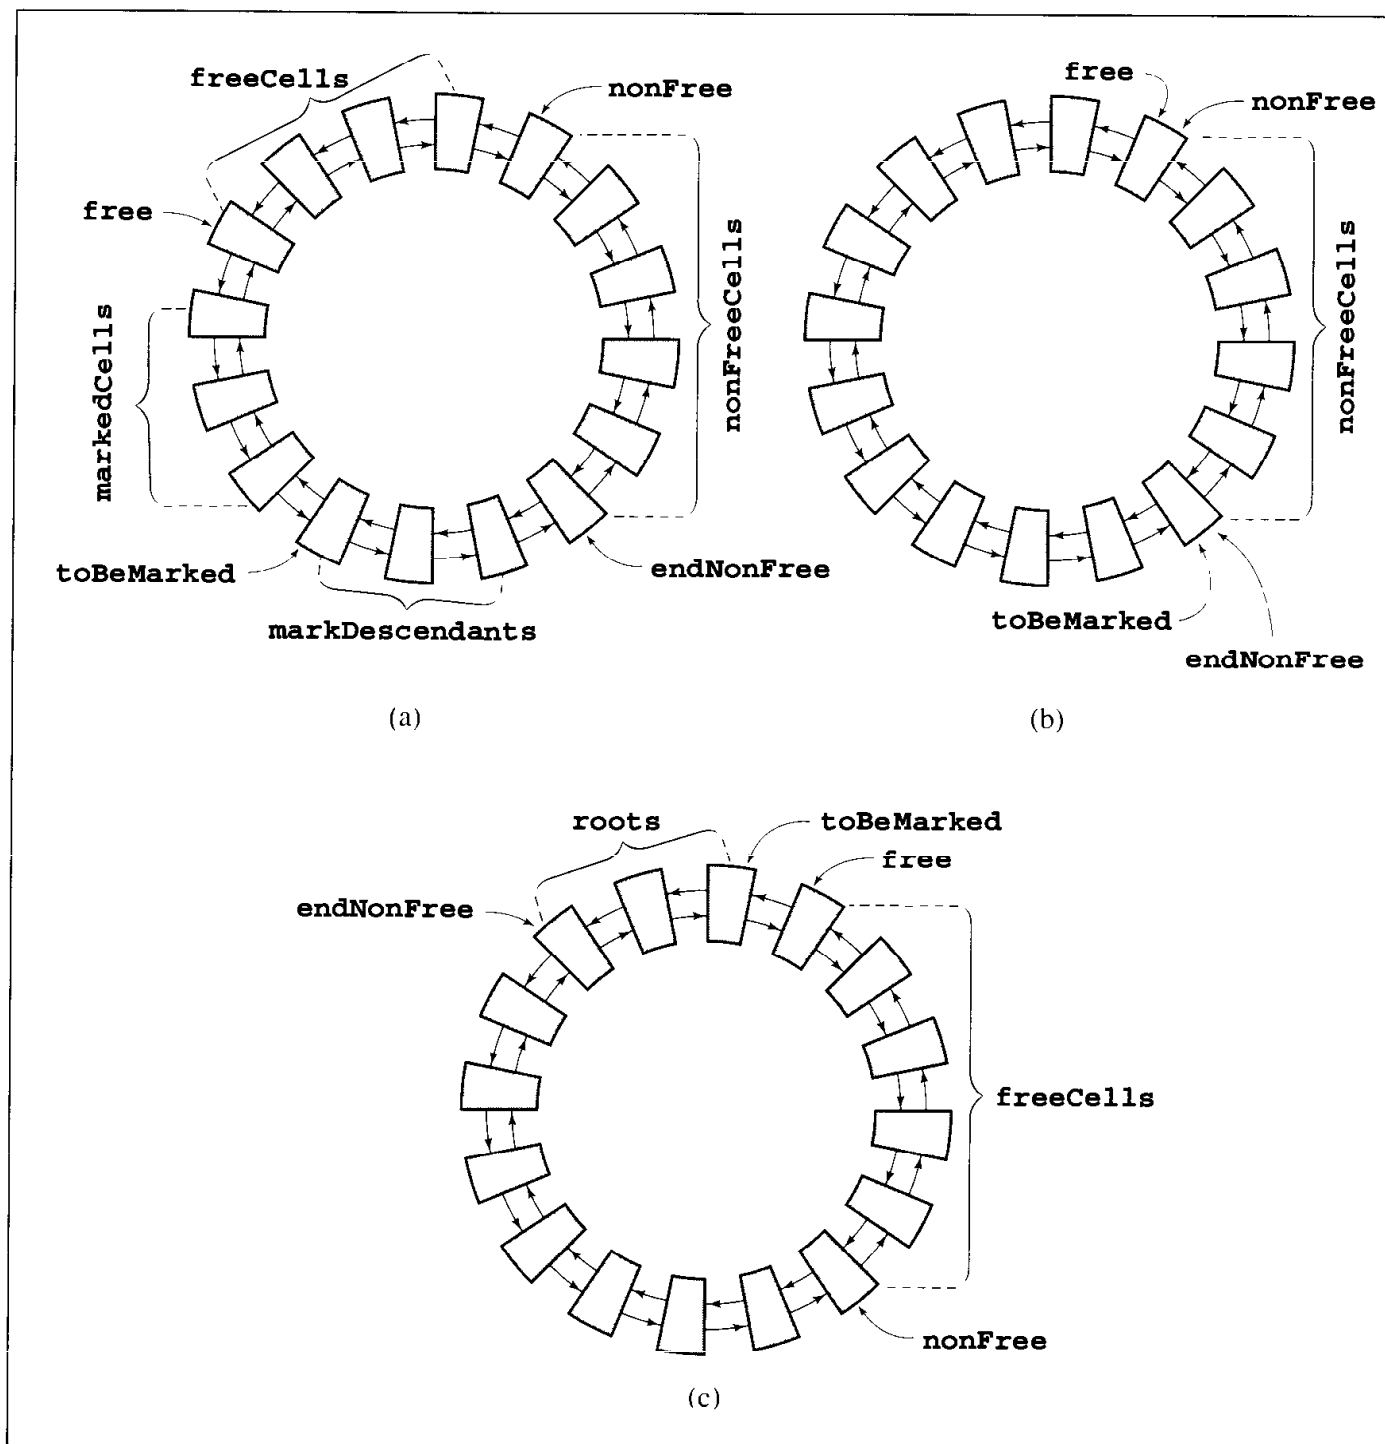 freeCells
nonFree
free
markedCells
nonFreeCells
toBeMarked
endNonFree
markDescendants
(a)
free
nonFree
nonFreeCells
toBeMarked
endNonFree
(b)
roots
toBeMarked
free
endNonFree
freeCells
nonFree
(c)